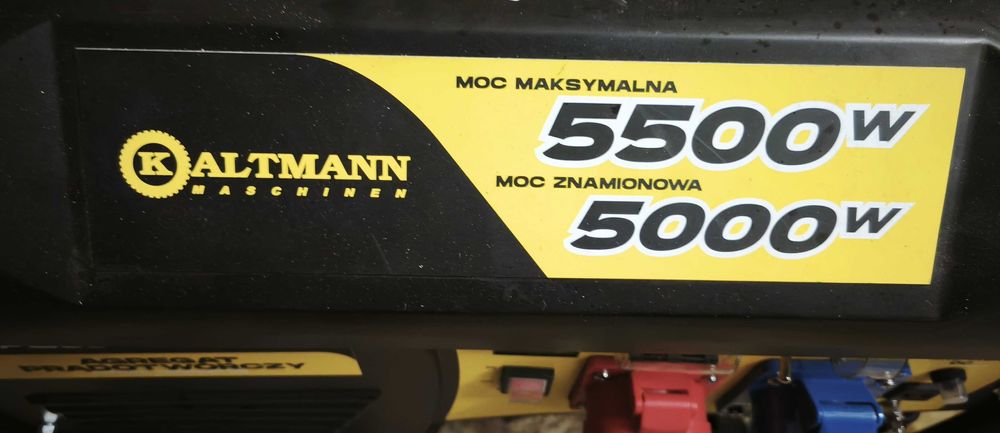 KALTMANN
MASCHINEN
MOC MAKSYMALNA
5500W
MOC ZNAMIONOWA
5000W
AGREGAT
PRĄDOTWÓRCZY